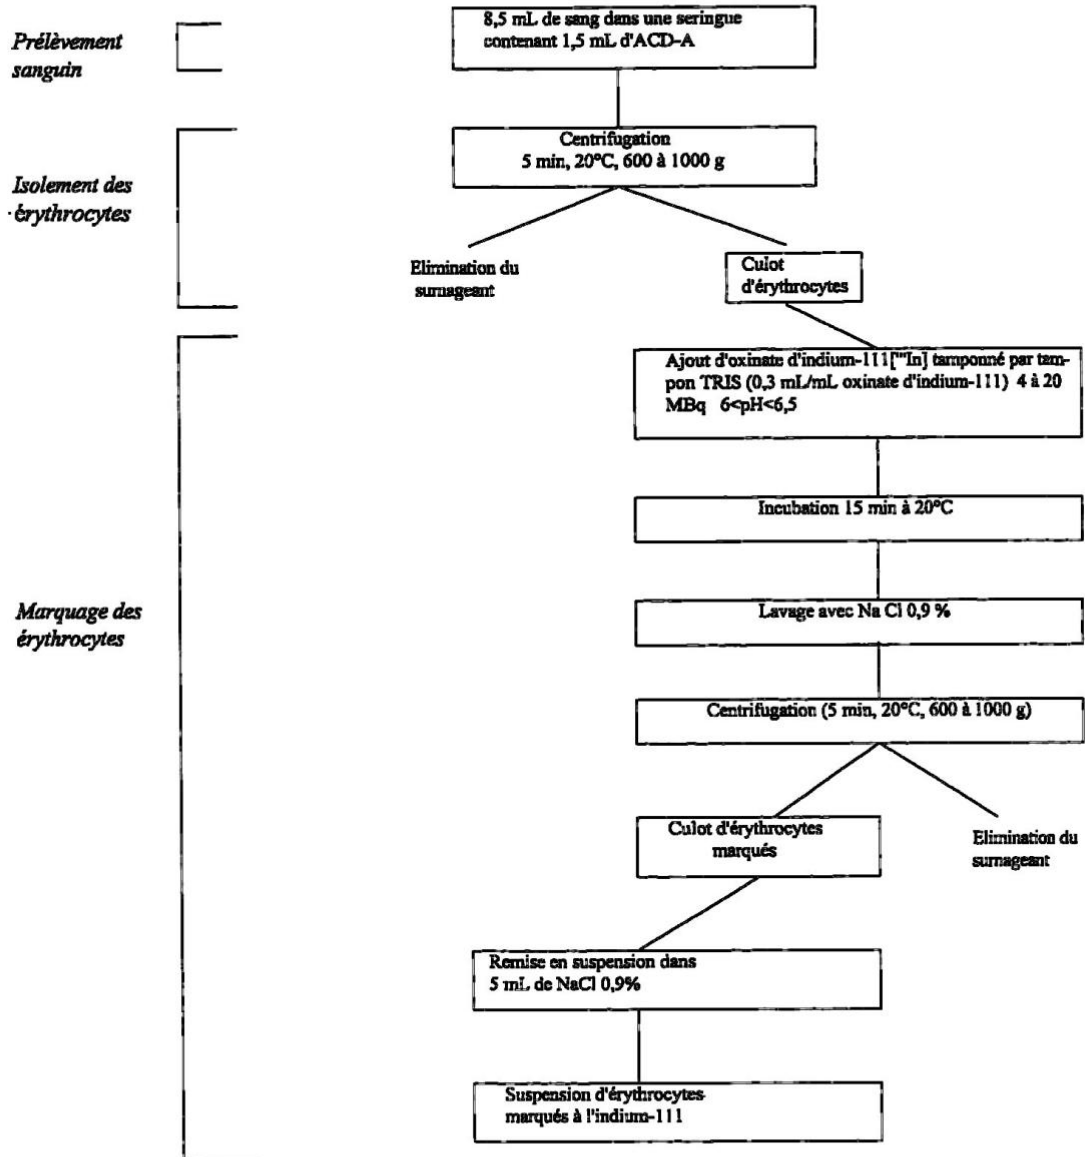 Prélèvement
sanguin
8,5 mL de sang dans une seringue
contenant 1,5 mL d'ACD-A
Isolement des
érythrocytes
Centrifugation
5 min, 20°C, 600 à 1000 g
Elimination du
surnageant
Culot
d'érythrocytes
Marquage des
érythrocytes
Ajout d'oxinate d'indium-111["'In] tamponné par tam-
pon TRIS (0,3 mL/mL oxinate d'indium-111) 4 à 20
MBq 6<pH<6,5
Incubation 15 min à 20°C
Lavage avec Na Cl 0,9 %
Centrifugation (5 min, 20°C, 600 à 1000 g)
Culot d'érythrocytes
marqués
Elimination du
surnageant
Remise en suspension dans
5 mL de NaCl 0,9%
Suspension d'érythrocytes
marqués à l'indium-111